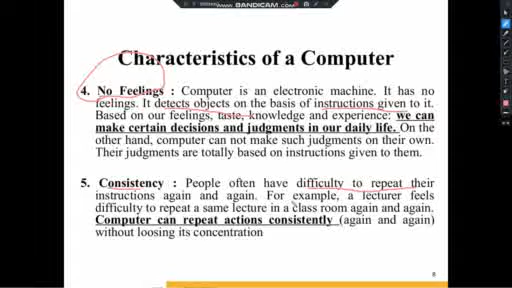 www.BANDICAM.com
Characteristics of a Computer
4. No Feelings : Computer is an electronic machine. It has no
feelings. It detects objects on the basis of instructions given to it.
Based on our feelings, taste, knowledge and experience: we can
make certain decisions and judgments in our daily life. On the
other hand, computer can not make such judgments on their own.
Their judgments are totally based on instructions given to them.
5. Consistency : People often have difficulty to repeat their
instructions again and again. For example, a lecturer feels
difficulty to repeat a same lecture in a class room again and again.
Computer can repeat actions consistently (again and again)
without loosing its concentration
8